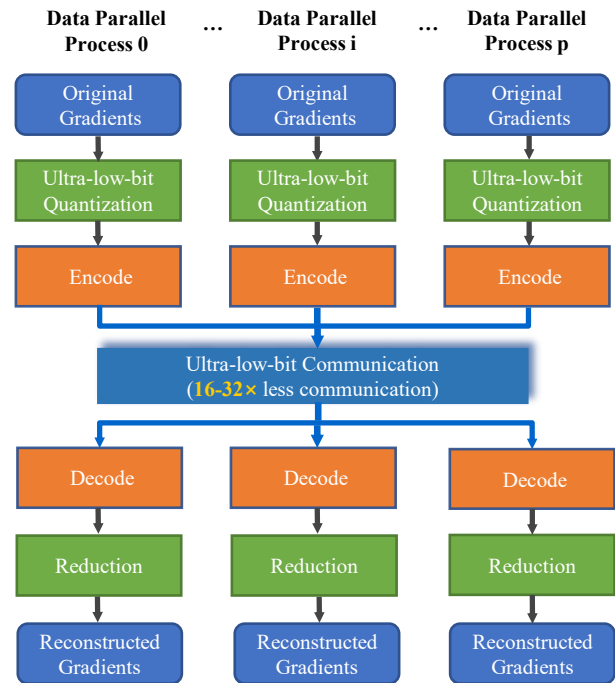 Data Parallel ... Data Parallel ... Data Parallel
Process 0 Process i Process p
Original Original Original
Gradients Gradients Gradients
Ultra-low-bit Ultra-low-bit Ultra-low-bit
Quantization Quantization Quantization
Encode Encode Encode
Ultra-low-bit Communication
(16-32× less communication)
Decode Decode Decode
Reduction Reduction Reduction
Reconstructed Reconstructed Reconstructed
Gradients Gradients Gradients